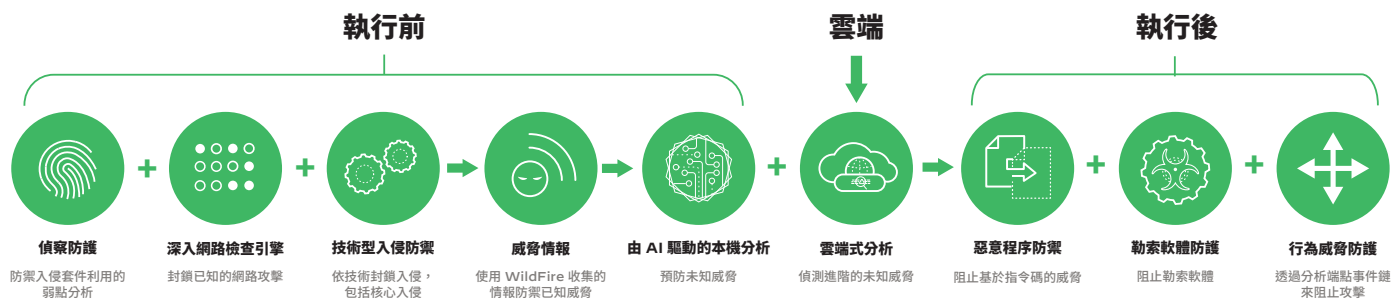 執行前
雲端
執行後
偵察防護
防禦入侵套件利用的
弱點分析
深入網路檢查引擎
封鎖已知的網路攻擊
技術型入侵防禦
依技術封鎖入侵，
包括核心入侵
威脅情報
使用 WildFire 收集的
情報防禦已知威脅
由 AI 驅動的本機分析
預防未知威脅
雲端式分析
偵測進階的未知威脅
惡意程序防禦
阻止基於指令碼的威脅
勒索軟體防護
阻止勒索軟體
行為威脅防護
透過分析端點事件鏈
來阻止攻擊